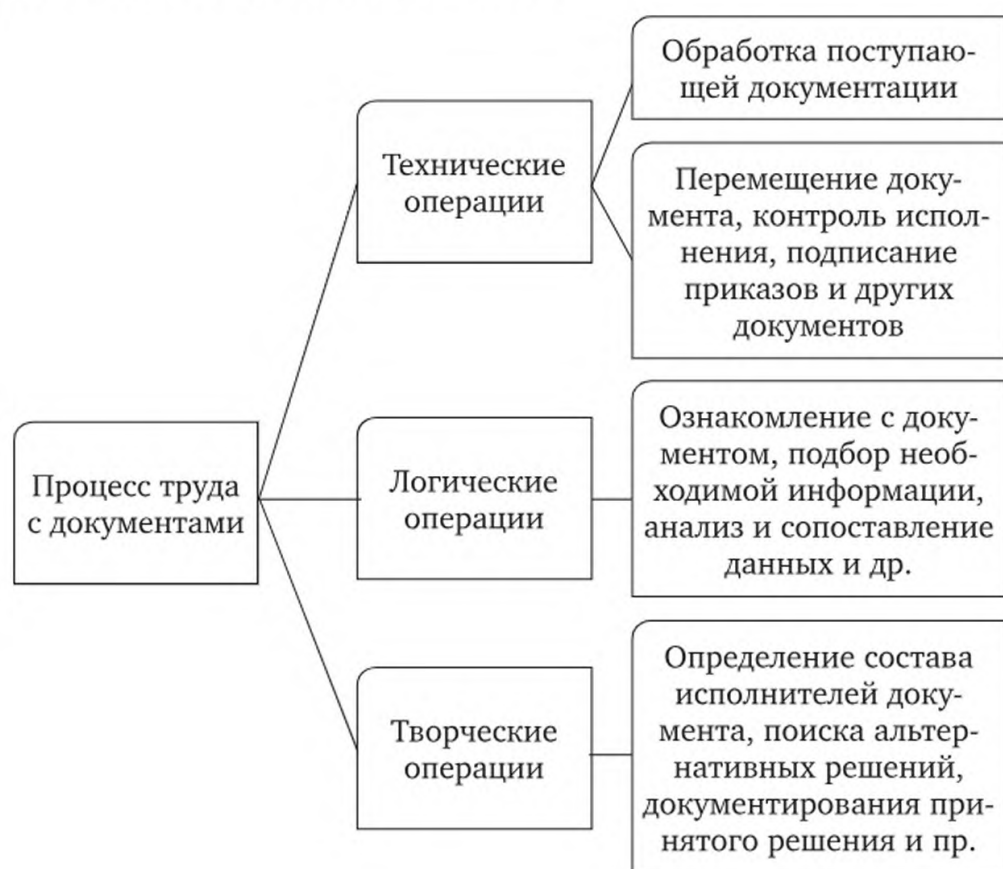 Процесс труда
с документами
Технические
операции
Обработка поступаю-
щей документации
Перемещение доку-
мента, контроль испол-
нения, подписание
приказов и других
документов
Логические
операции
Ознакомление с доку-
ментом, подбор необ-
ходимой информации,
анализ и сопоставление
данных и др.
Творческие
операции
Определение состава
исполнителей доку-
мента, поиска альтер-
нативных решений,
документирования при-
нятого решения и пр.